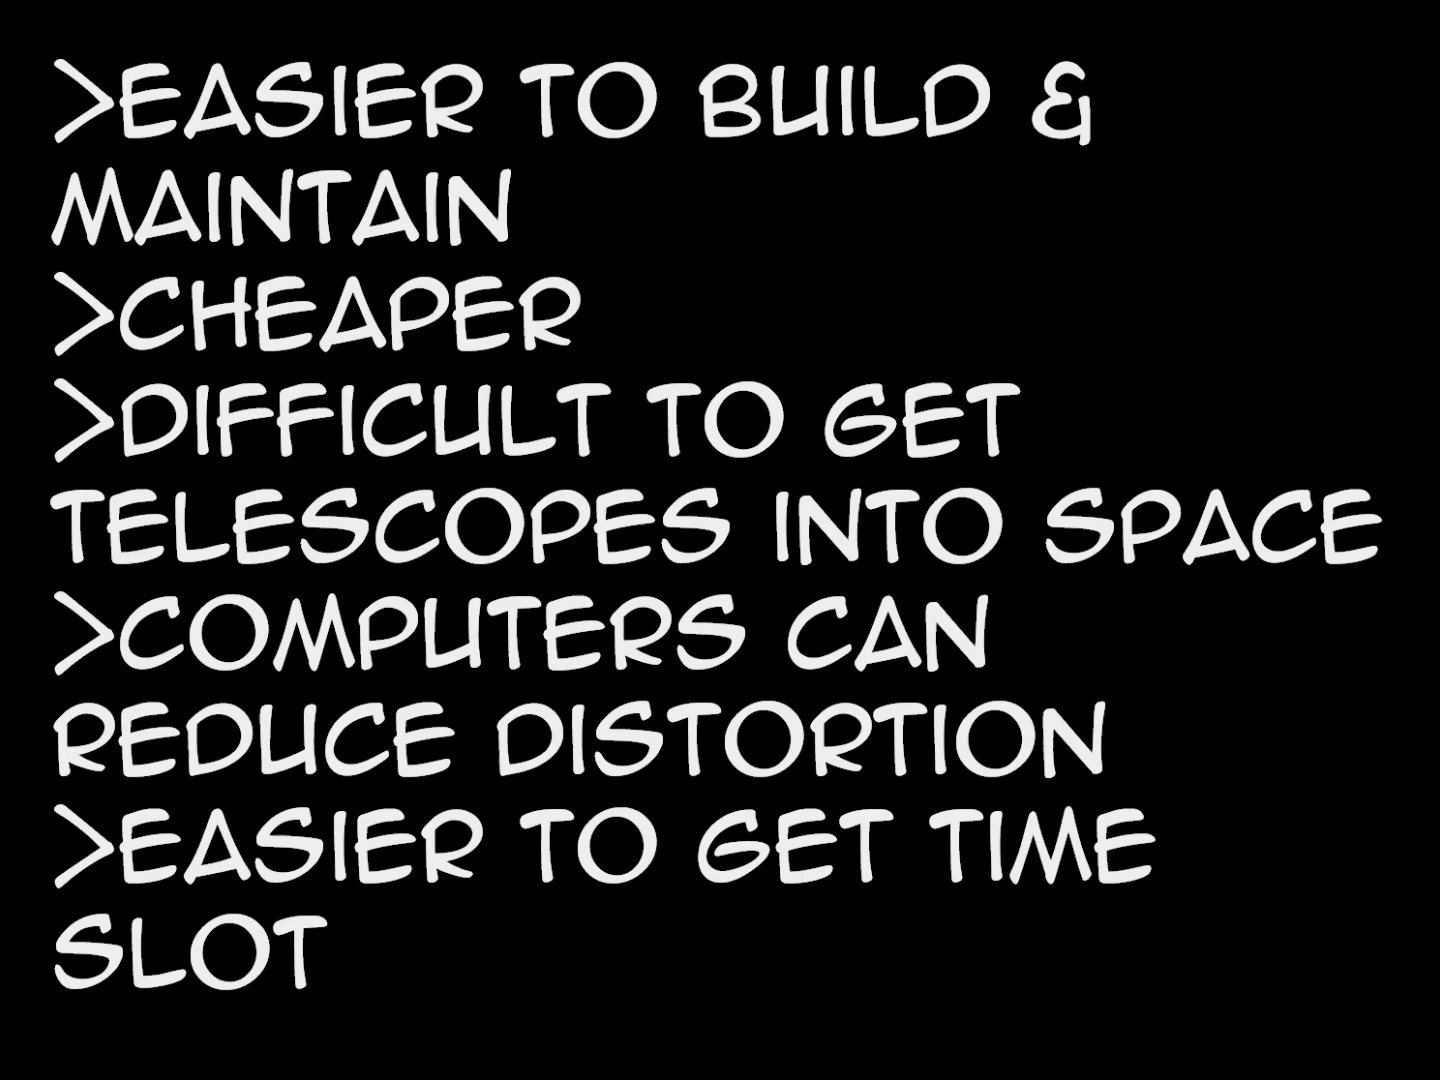 >EASIER TO BUILD &
MAINTAIN
>CHEAPER
>DIFFICULT TO GET
TELESCOPES INTO SPACE
>COMPUTERS CAN
REDUCE DISTORTION
>EASIER TO GET TIME
SLOT